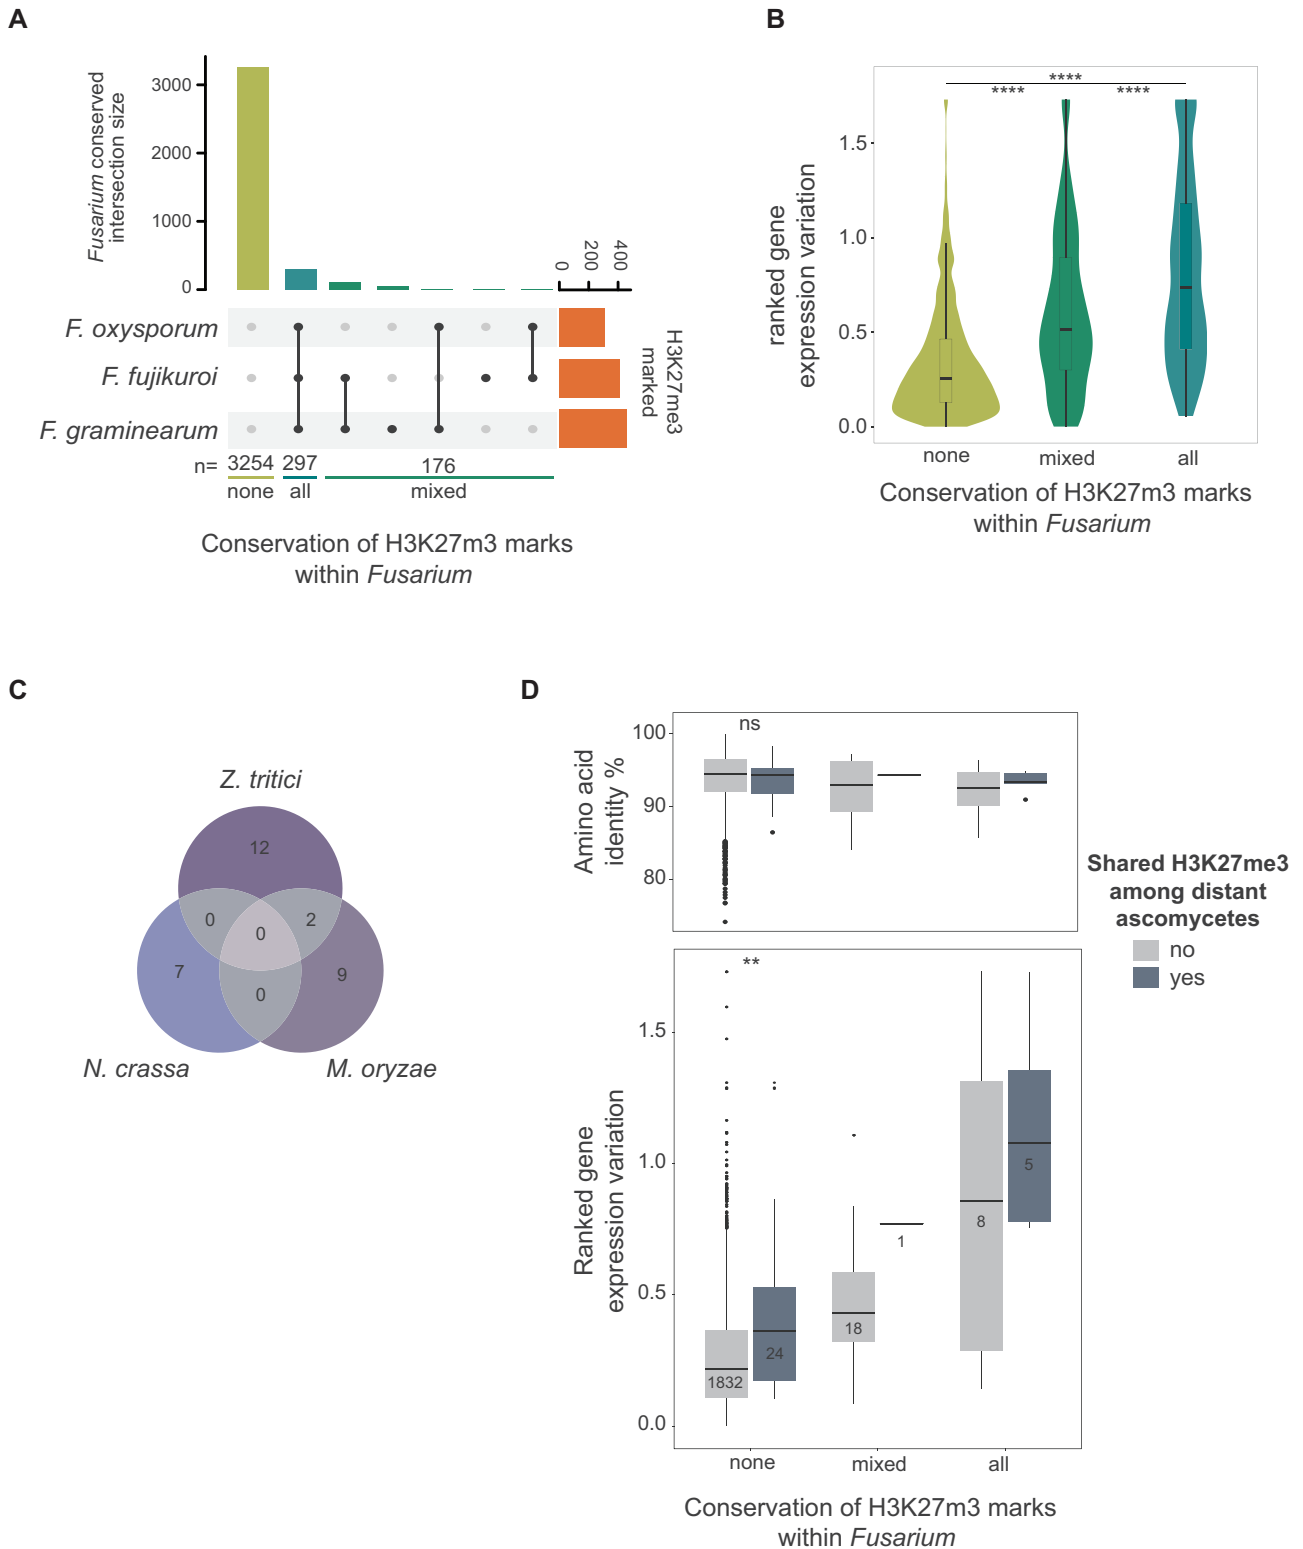 A
Fusarium conserved
intersection size
3000
2000
1000
0
0
200
400
F. oxysporum
F. fujikuroi
F. graminearum
H3K27me3
marked
n= 3254 297 176
none all mixed
Conservation of H3K27m3 marks
within Fusarium
B
ranked gene
expression variation
1.5
1.0
0.5
0.0
****
**** ****
none mixed all
Conservation of H3K27m3 marks
within Fusarium
C
Z. tritici
12
0 2
0
7 9
0
N. crassa M. oryzae
D
Amino acid
identity %
100
90
80
ns
Shared H3K27me3
among distant
ascomycetes
no
yes
Ranked gene
expression variation
1.5
1.0
0.5
0.0
**
1832
24
18
1
8
5
none mixed all
Conservation of H3K27m3 marks
within Fusarium